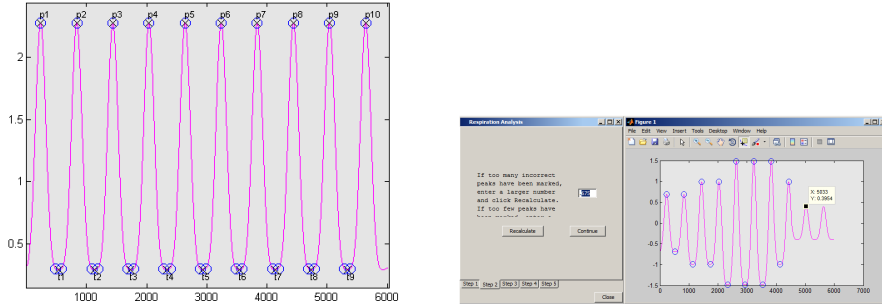 p1 p2 p3 p4 p5 p6 p7 p8 p9 p10
2
1.5
1
0.5
t1 t2 t3 t4 t5 t6 t7 t8 t9
1000 2000 3000 4000 5000 6000
Respiration Analysis
If too many incorrect
peaks have been marked,
enter a larger number
and click Recalculate.
If too few peaks have
Recalculate Continue
Step 1 Step 2 Step 3 Step 4 Step 5
Close
Figure 1
File Edit View Insert Tools Desktop Window Help
1.5
1
0.5
0
-0.5
-1
-1.5
X: 5033
Y: 0.3954
0 1000 2000 3000 4000 5000 6000 7000